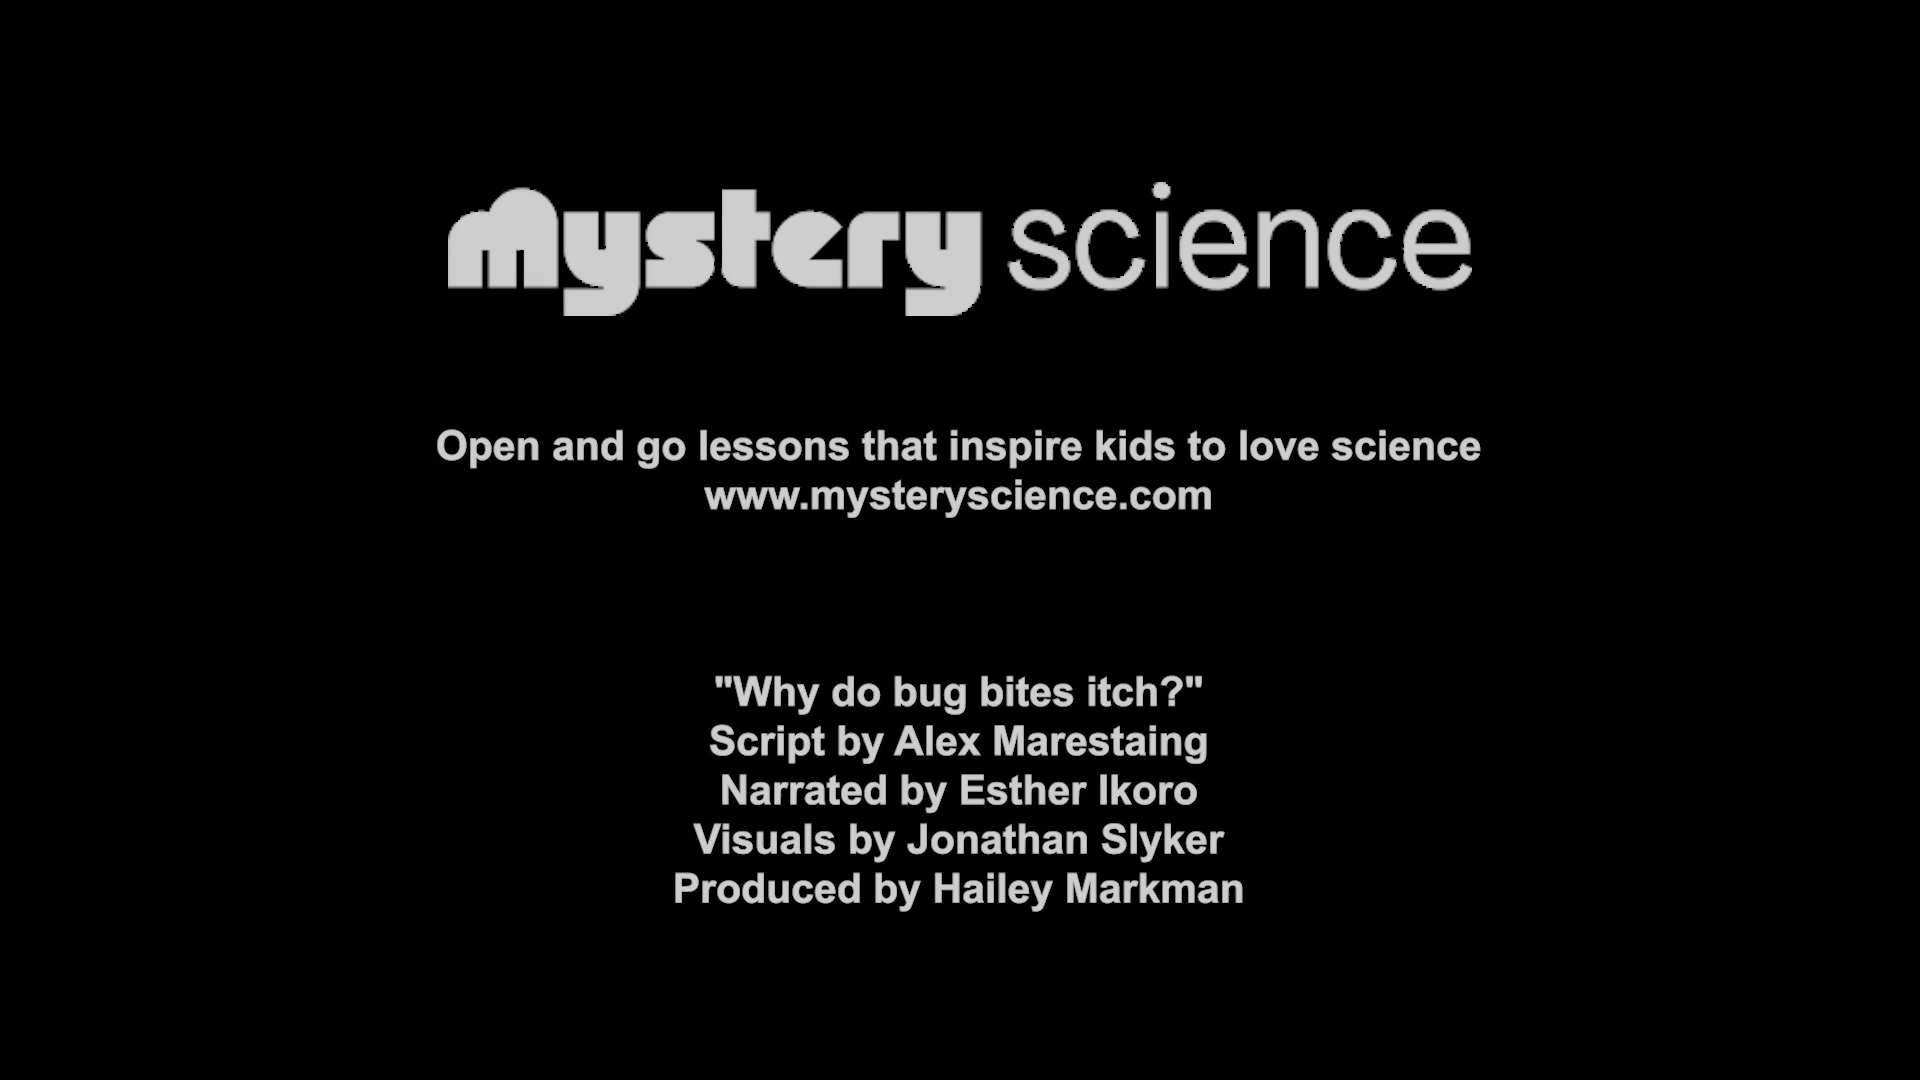 mystery science
Open and go lessons that inspire kids to love science
www.mysteryscience.com
"Why do bug bites itch?"
Script by Alex Marestaing
Narrated by Esther Ikoro
Visuals by Jonathan Slyker
Produced by Hailey Markman